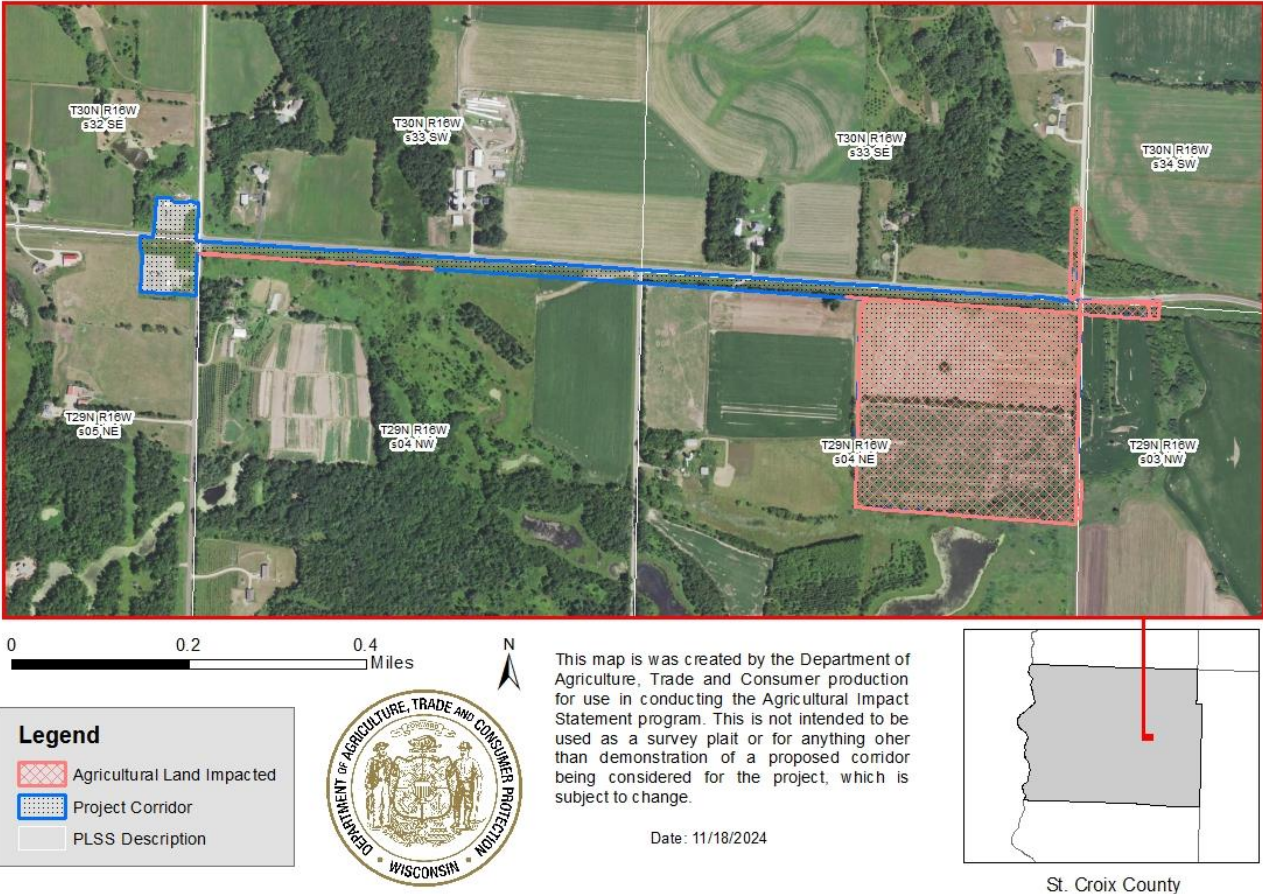 T30N R16W
s32 SE
T30N R16W
s33 SW
T30N R16W
s33 SE
T30N R16W
s34 SW
T29N R16W
s05 NE
T29N R16W
s04 NW
T29N R16W
s04 NE
T29N R16W
s03 NW
0 0.2 0.4
Miles
N
Legend
Agricultural Land Impacted
Project Corridor
PLSS Description
DEPARTMENT OF AGRICULTURE, TRADE AND CONSUMER PROTECTION
• WISCONSIN •
This map is was created by the Department of
Agriculture, Trade and Consumer production
for use in conducting the Agricultural Impact
Statement program. This is not intended to be
used as a survey plait or for anything oher
than demonstration of a proposed corridor
being considered for the project, which is
subject to change.
Date: 11/18/2024
St. Croix County